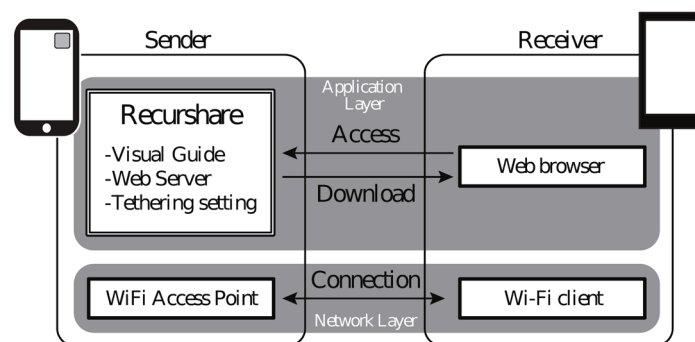 Sender
Receiver
Application
Layer
Recurshare
-Visual Guide
-Web Server
-Tethering setting
Access
Download
Web browser
WiFi Access Point
Connection
Wi-Fi client
Network Layer